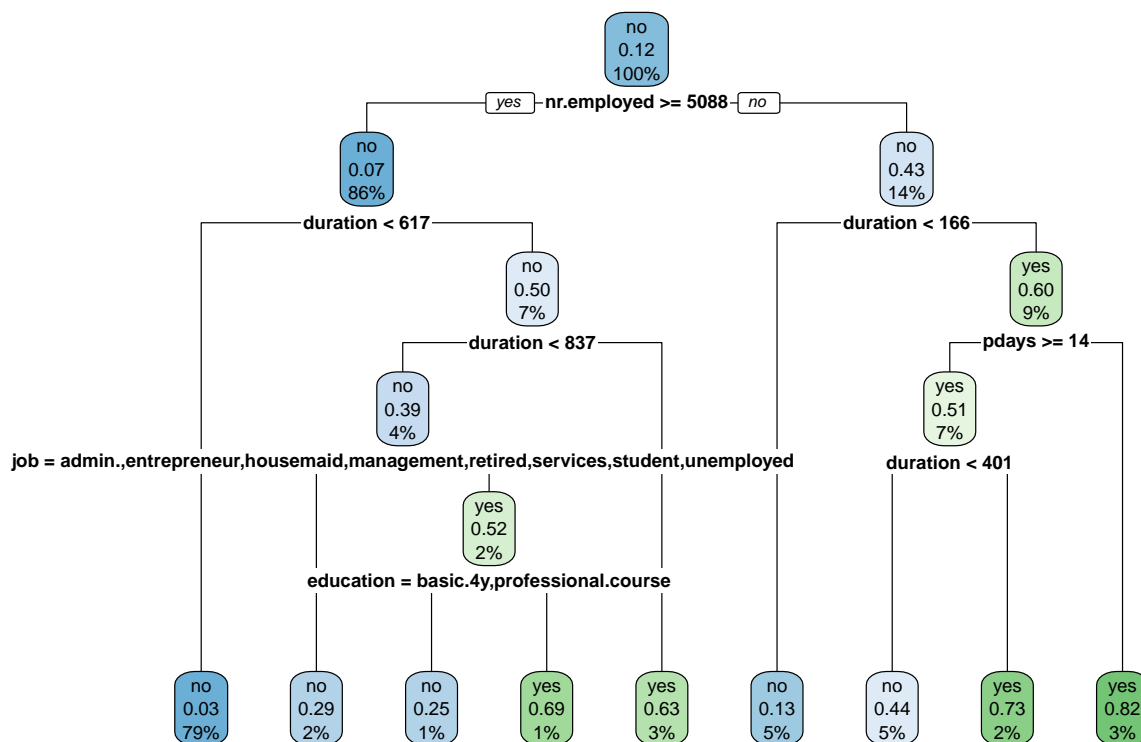 no
0.12
100%
yes nr.employed >= 5088 no
no
0.07
86%
no
0.43
14%
duration < 617
duration < 166
no
0.50
7%
yes
0.60
9%
duration < 837
pdays >= 14
no
0.39
4%
yes
0.51
7%
job = admin.,entrepreneur,housemaid,management,retired,services,student,unemployed
duration < 401
yes
0.52
2%
education = basic.4y,professional.course
no
0.03
79%
no
0.29
2%
no
0.25
1%
yes
0.69
1%
yes
0.63
3%
no
0.13
5%
no
0.44
5%
yes
0.73
2%
yes
0.82
3%